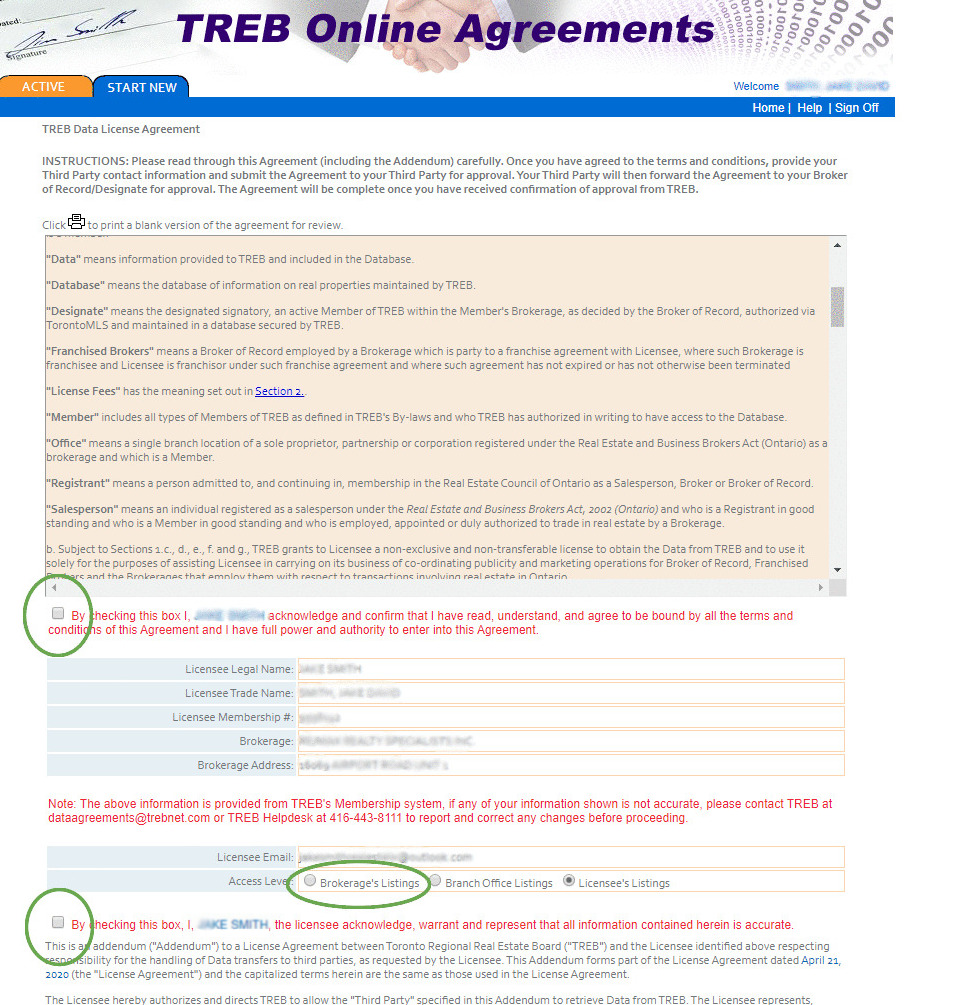 ated:
Signature
TREB Online Agreements
ACTIVE START NEW
Welcome
Home | Help | Sign Off
TREB Data License Agreement
INSTRUCTIONS: Please read through this Agreement (including the Addendum) carefully. Once you have agreed to the terms and conditions, provide your
Third Party contact information and submit the Agreement to your Third Party for approval. Your Third Party will then forward the Agreement to your Broker
of Record/Designate for approval. The Agreement will be complete once you have received confirmation of approval from TREB.
Click to print a blank version of the agreement for review.
"Data" means information provided to TREB and included in the Database.
"Database" means the database of information on real properties maintained by TREB.
"Designate" means the designated signatory, an active Member of TREB within the Member's Brokerage, as decided by the Broker of Record, authorized via
TorontoMLS and maintained in a database secured by TREB.
"Franchised Brokers" means a Broker of Record employed by a Brokerage which is party to a franchise agreement with Licensee, where such Brokerage is
franchisee and Licensee is franchisor under such franchise agreement and where such agreement has not expired or has not otherwise been terminated
"License Fees" has the meaning set out in Section 2..
"Member" includes all types of Members of TREB as defined in TREB's By-laws and who TREB has authorized in writing to have access to the Database.
"Office" means a single branch location of a sole proprietor, partnership or corporation registered under the Real Estate and Business Brokers Act (Ontario) as a
brokerage and which is a Member.
"Registrant" means a person admitted to, and continuing in, membership in the Real Estate Council of Ontario as a Salesperson, Broker or Broker of Record.
"Salesperson" means an individual registered as a salesperson under the Real Estate and Business Brokers Act, 2002 (Ontario) and who is a Registrant in good
standing and who is a Member in good standing and who is employed, appointed or duly authorized to trade in real estate by a Brokerage.
b. Subject to Sections 1.c., d., e., f. and g., TREB grants to Licensee a non-exclusive and non-transferable license to obtain the Data from TREB and to use it
solely for the purposes of assisting Licensee in carrying on its business of co-ordinating publicity and marketing operations for Broker of Record, Franchised
Brokers and the Brokerages that employ them with respect to transactions involving real estate in Ontario.
By checking this box I, JAKE SMITH acknowledge and confirm that I have read, understand, and agree to be bound by all the terms and
conditions of this Agreement and I have full power and authority to enter into this Agreement.
Licensee Legal Name: JAKE SMITH
Licensee Trade Name: SMITH, JAKE DAVID
Licensee Membership #:
Brokerage:
Brokerage Address:
Note: The above information is provided from TREB's Membership system, if any of your information shown is not accurate, please contact TREB at
dataagreements@trebnet.com or TREB Helpdesk at 416-443-8111 to report and correct any changes before proceeding.
Licensee Email:
Access Level: Brokerage's Listings Branch Office Listings Licensee's Listings
By checking this box, I, JAKE SMITH, the licensee acknowledge, warrant and represent that all information contained herein is accurate.
This is an addendum ("Addendum") to a License Agreement between Toronto Regional Real Estate Board ("TREB") and the Licensee identified above respecting
responsibility for the handling of Data transfers to third parties, as requested by the Licensee. This Addendum forms part of the License Agreement dated April 21,
2020 (the "License Agreement") and the capitalized terms herein are the same as those used in the License Agreement.
The Licensee hereby authorizes and directs TREB to allow the "Third Party" specified in this Addendum to retrieve Data from TREB. The Licensee represents,